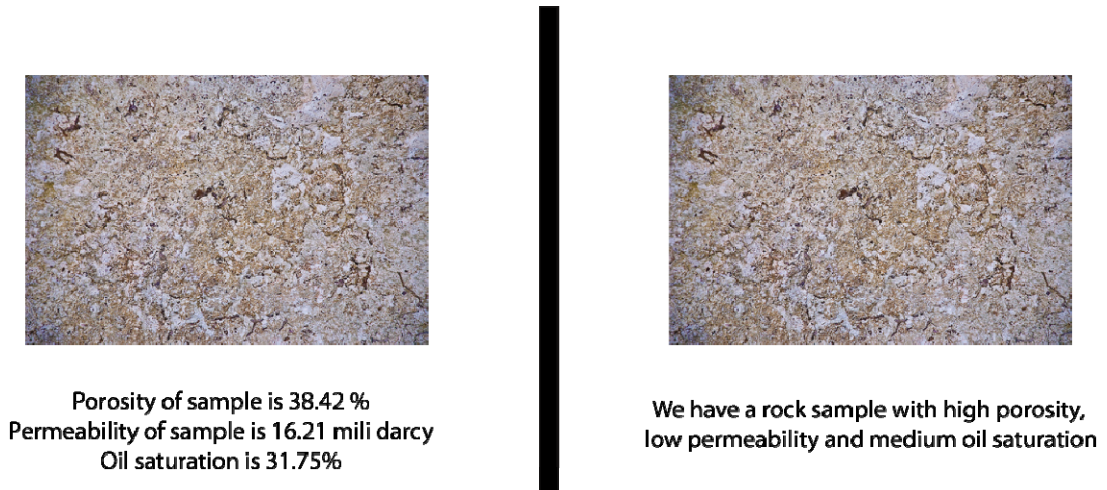 Porosity of sample is 38.42 %
Permeability of sample is 16.21 mili darcy
Oil saturation is 31.75%
We have a rock sample with high porosity,
low permeability and medium oil saturation